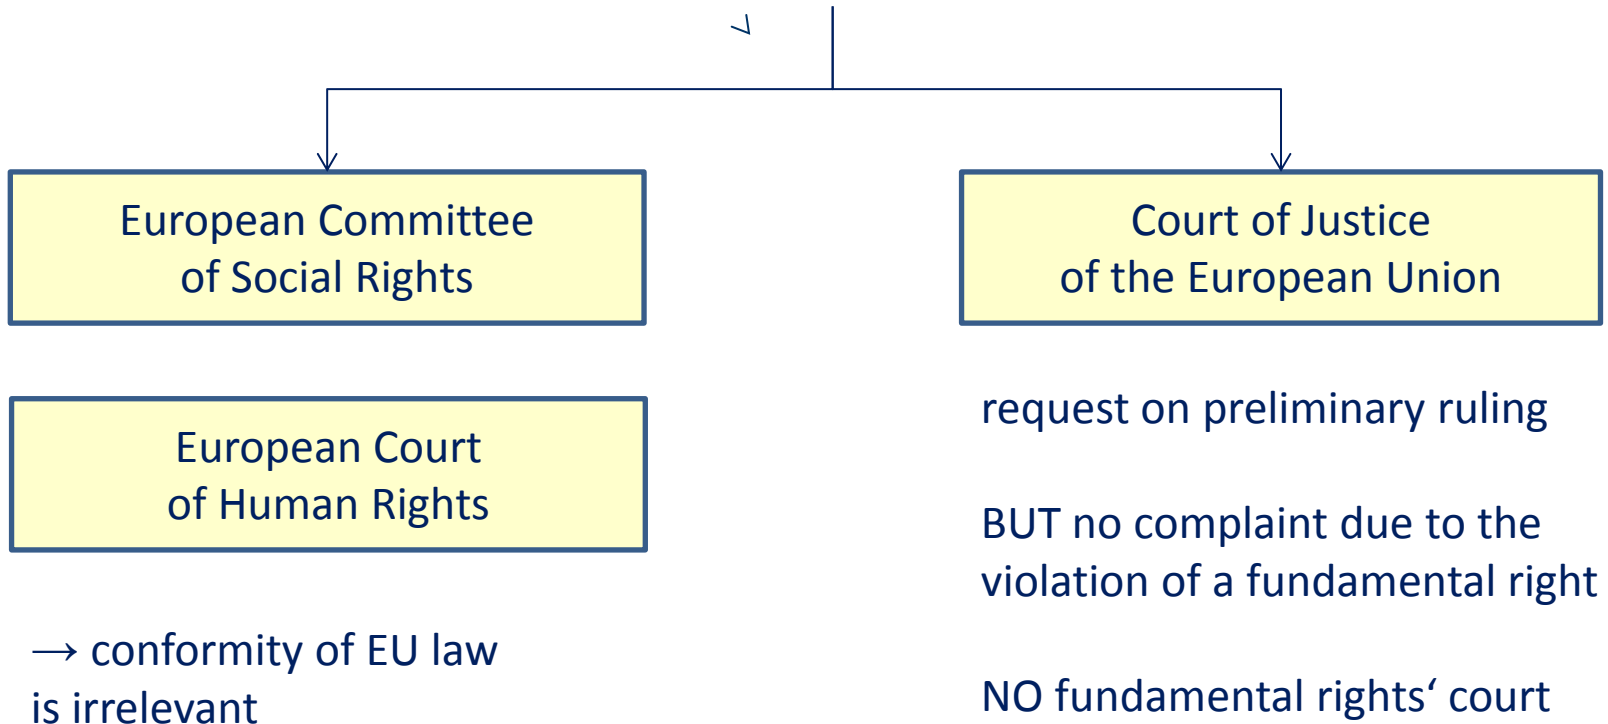 European Committee
of Social Rights
European Court
of Human Rights
→ conformity of EU law
is irrelevant
Court of Justice
of the European Union
request on preliminary ruling
BUT no complaint due to the
violation of a fundamental right
NO fundamental rights‘ court